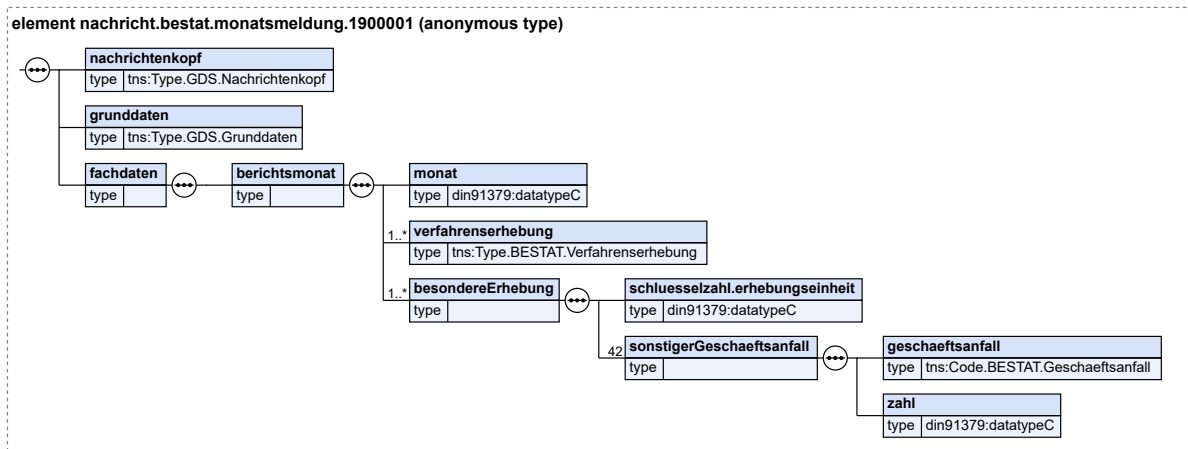 element nachricht.bestat.monatsmeldung.1900001 (anonymous type)
nachrichtenkopf
type tns:Type.GDS.Nachrichtenkopf
grunddaten
type tns:Type.GDS.Grunddaten
fachdaten
type
berichtsmonat
type
monat
type din91379:datatypeC
1..* verfahrenserhebung
type tns:Type.BESTAT.Verfahrenserhebung
1..* besondereErhebung
type
schluesselzahl.erhebungseinheit
type din91379:datatypeC
42 sonstigerGeschaeftsanfall
type
geschaeftsanfall
type tns:Code.BESTAT.Geschaeftsanfall
zahl
type din91379:datatypeC